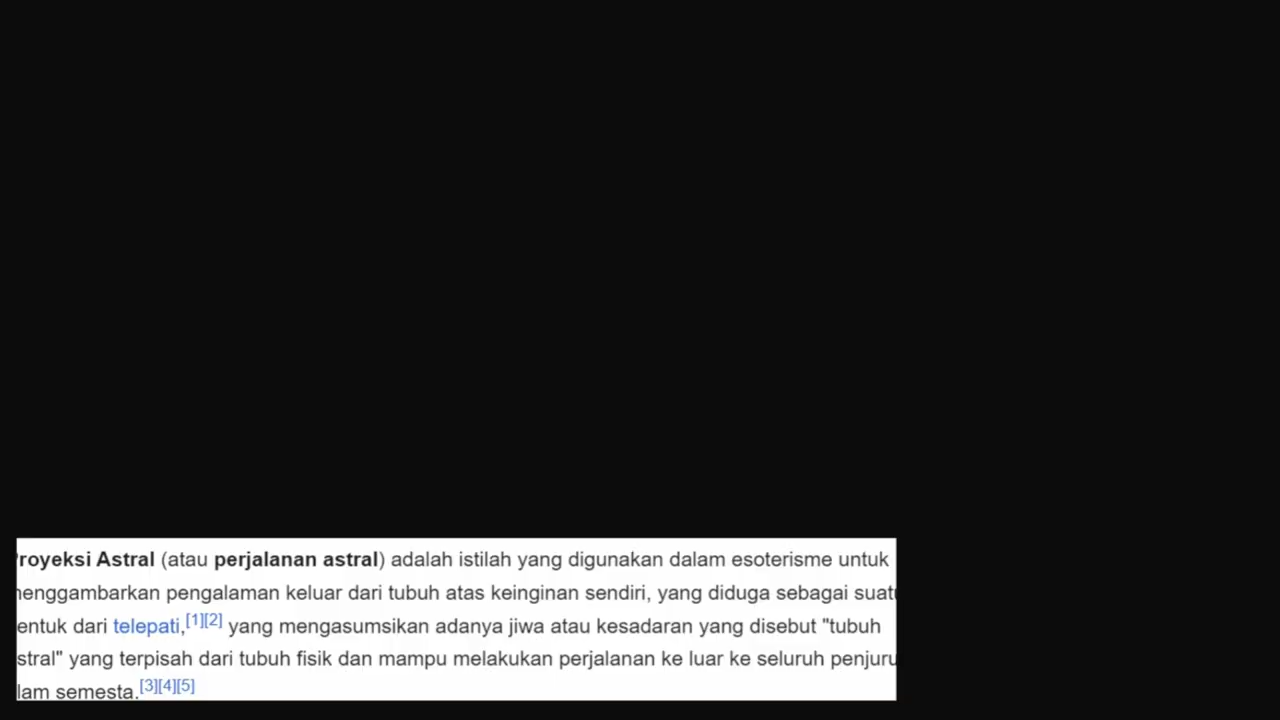 royeksi Astral (atau perjalanan astral) adalah istilah yang digunakan dalam esoterisme untuk
enggambarkan pengalaman keluar dari tubuh atas keinginan sendiri, yang diduga sebagai suatu
entuk dari telepati,[1][2] yang mengasumsikan adanya jiwa atau kesadaran yang disebut "tubuh
stral" yang terpisah dari tubuh fisik dan mampu melakukan perjalanan ke luar ke seluruh penjuru
lam semesta.[3][4][5]